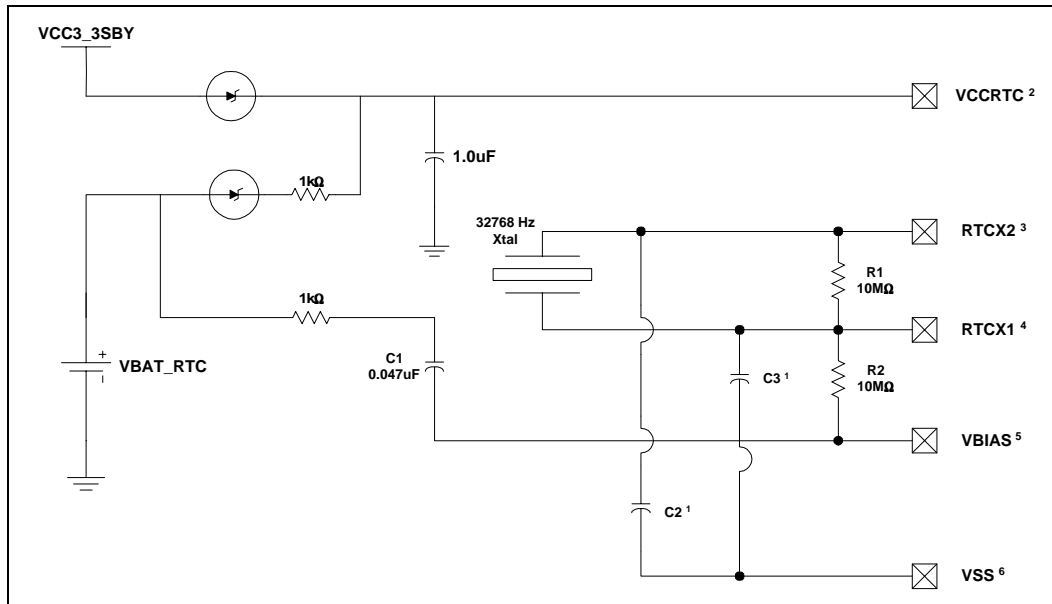 VCC3_3SBY
VCCRTC 2
1.0uF
1kΩ
32768 Hz
Xtal
RTCX2 3
R1
10MΩ
1kΩ
RTCX1 4
C1
0.047uF
+
-
VBAT_RTC
C3 1
R2
10MΩ
VBIAS 5
C2 1
VSS 6